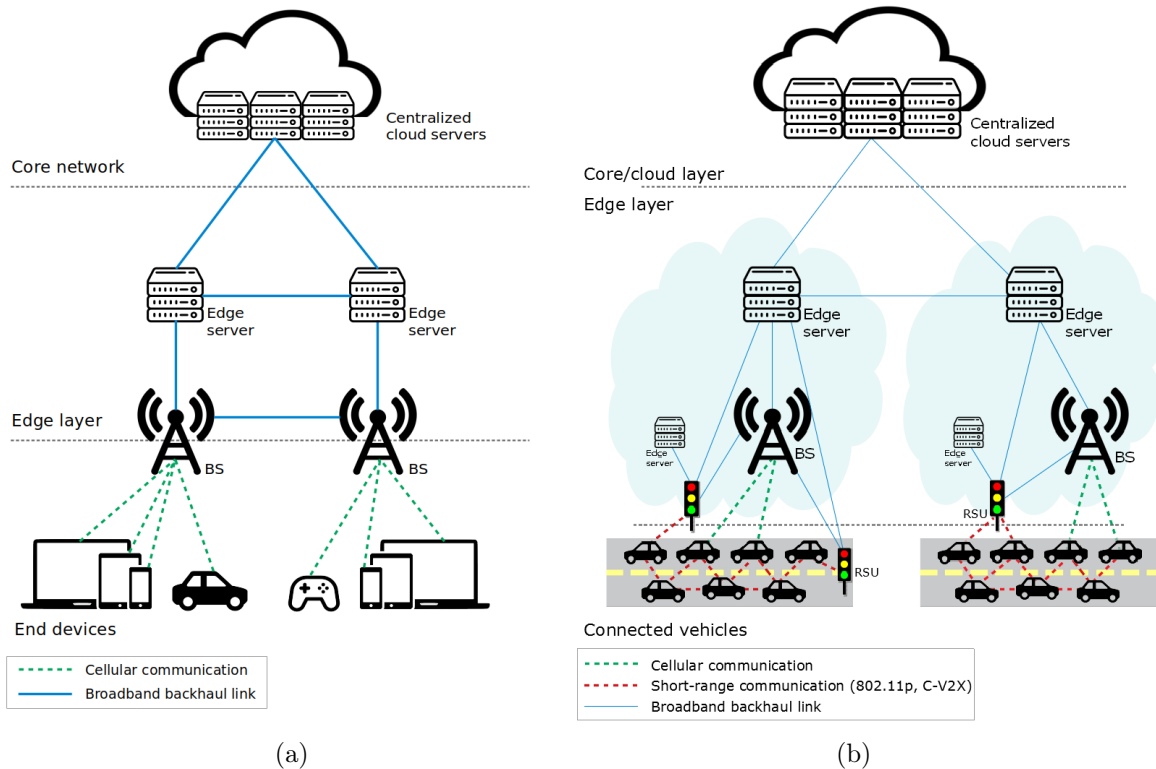 Centralized
cloud servers
Core network
Edge
server
Edge
server
Edge layer
BS
BS
End devices
Cellular communication
Broadband backhaul link
(a)
Centralized
cloud servers
Core/cloud layer
Edge layer
Edge
server
Edge
server
Edge
server
BS
Edge
server
BS
RSU
RSU
Connected vehicles
Cellular communication
Short-range communication (802.11p, C-V2X)
Broadband backhaul link
(b)